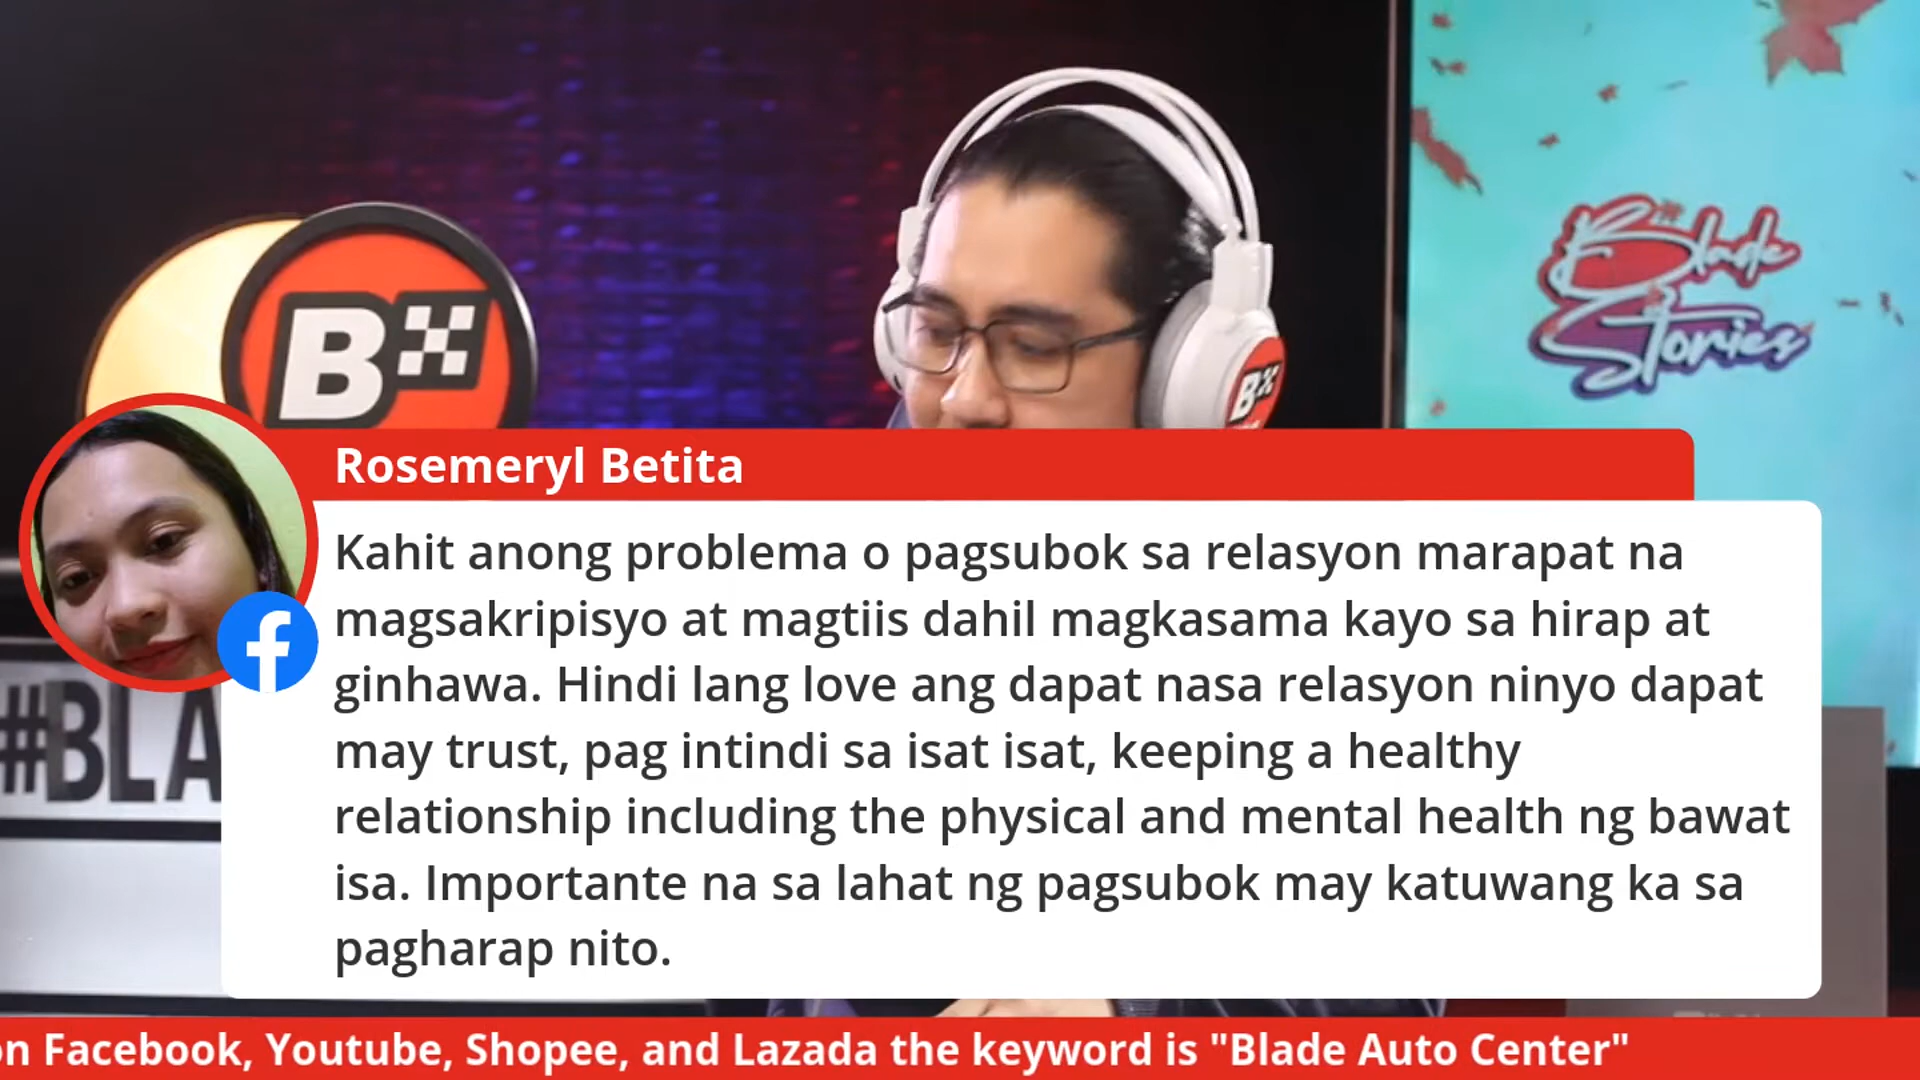 B
Blade
Stories
B
Rosemeryl Betita
Kahit anong problema o pagsubok sa relasyon marapat na
magsakripisyo at magtiis dahil magkasama kayo sa hirap at
ginhawa. Hindi lang love ang dapat nasa relasyon ninyo dapat
may trust, pag intindi sa isat isat, keeping a healthy
relationship including the physical and mental health ng bawat
isa. Importante na sa lahat ng pagsubok may katuwang ka sa
pagharap nito.
#BLA
on Facebook, Youtube, Shopee, and Lazada the keyword is "Blade Auto Center"